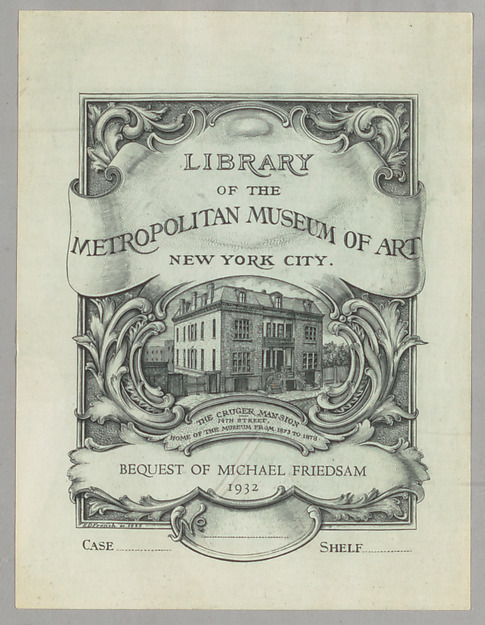 LIBRARY
OF THE
METROPOLITAN MUSEUM OF ART
NEW YORK CITY.
THE CRUGER MANSION
14TH STREET,
HOME OF THE MUSEUM FROM 1873 TO 1879
BEQUEST OF MICHAEL FRIEDSAM
1932
No
CASE
SHELF